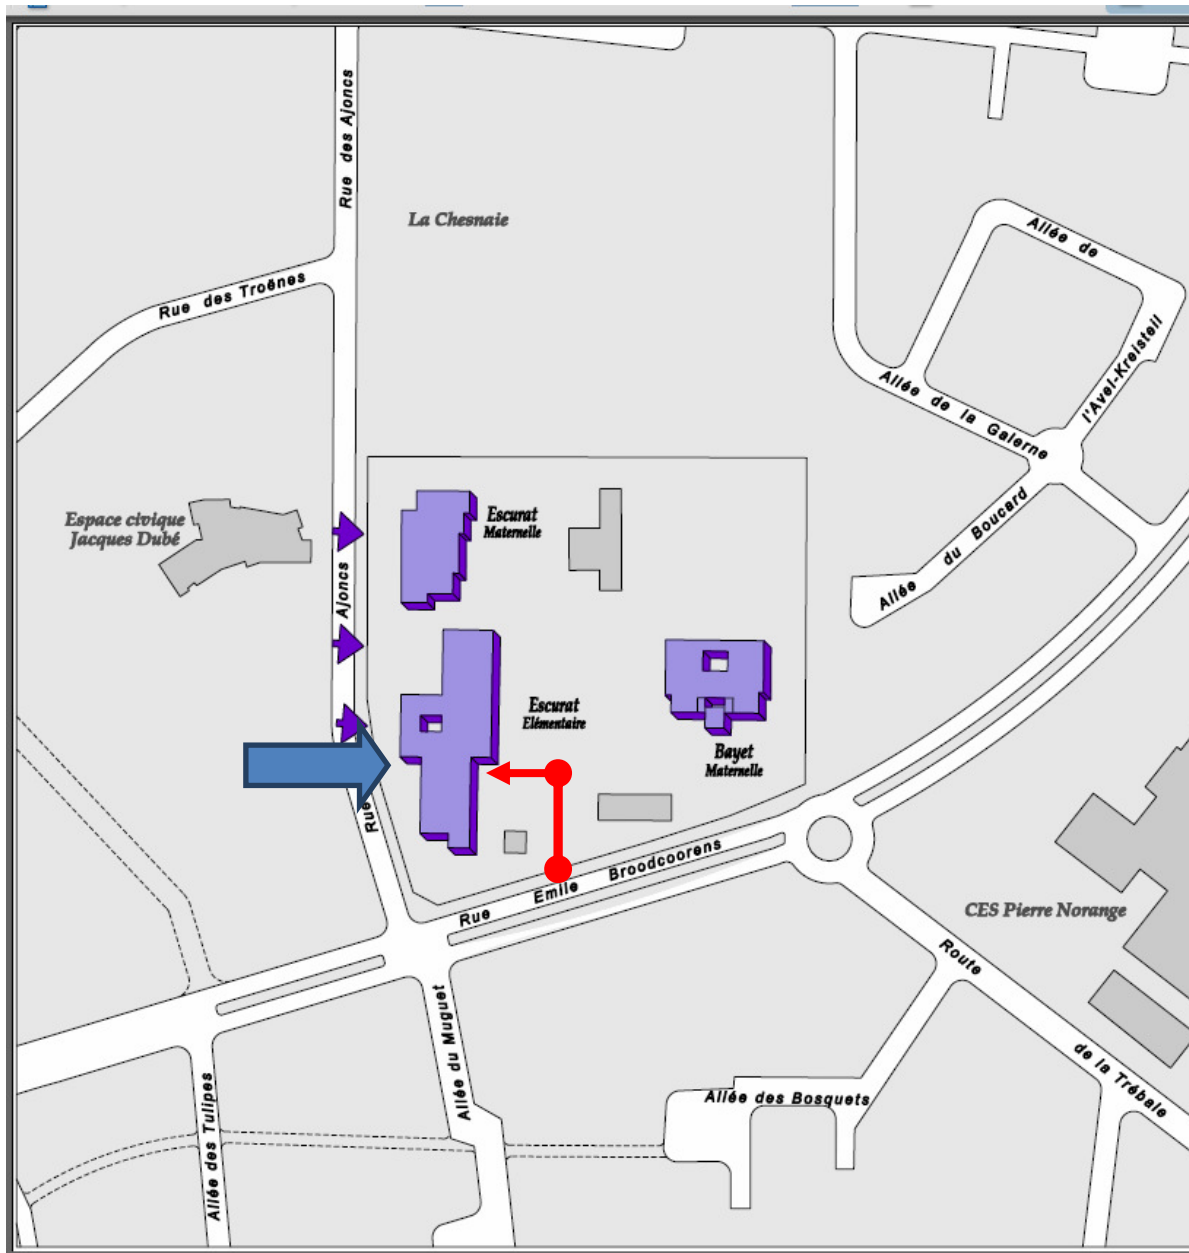 Rue des Ajoncs
La Chesnaie
Allée de
Rue des Troënes
l'Avel-Kreisteil
Allée de la Galerne
Espace civique
Jacques Dubé
Escurat
Maternelle
Allée du Boucard
Ajoncs
Escurat
Elémentaire
Bayet
Maternelle
Rue
Rue Emile Broodcoorens
CES Pierre Norange
Route
de la Trébale
Allée du Muguet
Allée des Tulipes
Allée des Bosquets